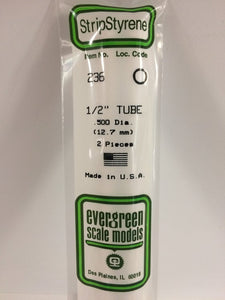 StripStyrene
Item No. Loc. Code
236
1/2" TUBE
.500 Dia.
(12.7 mm)
2 Pieces
Made in U.S.A.
evergreen
scale models
Des Plaines, IL 60018